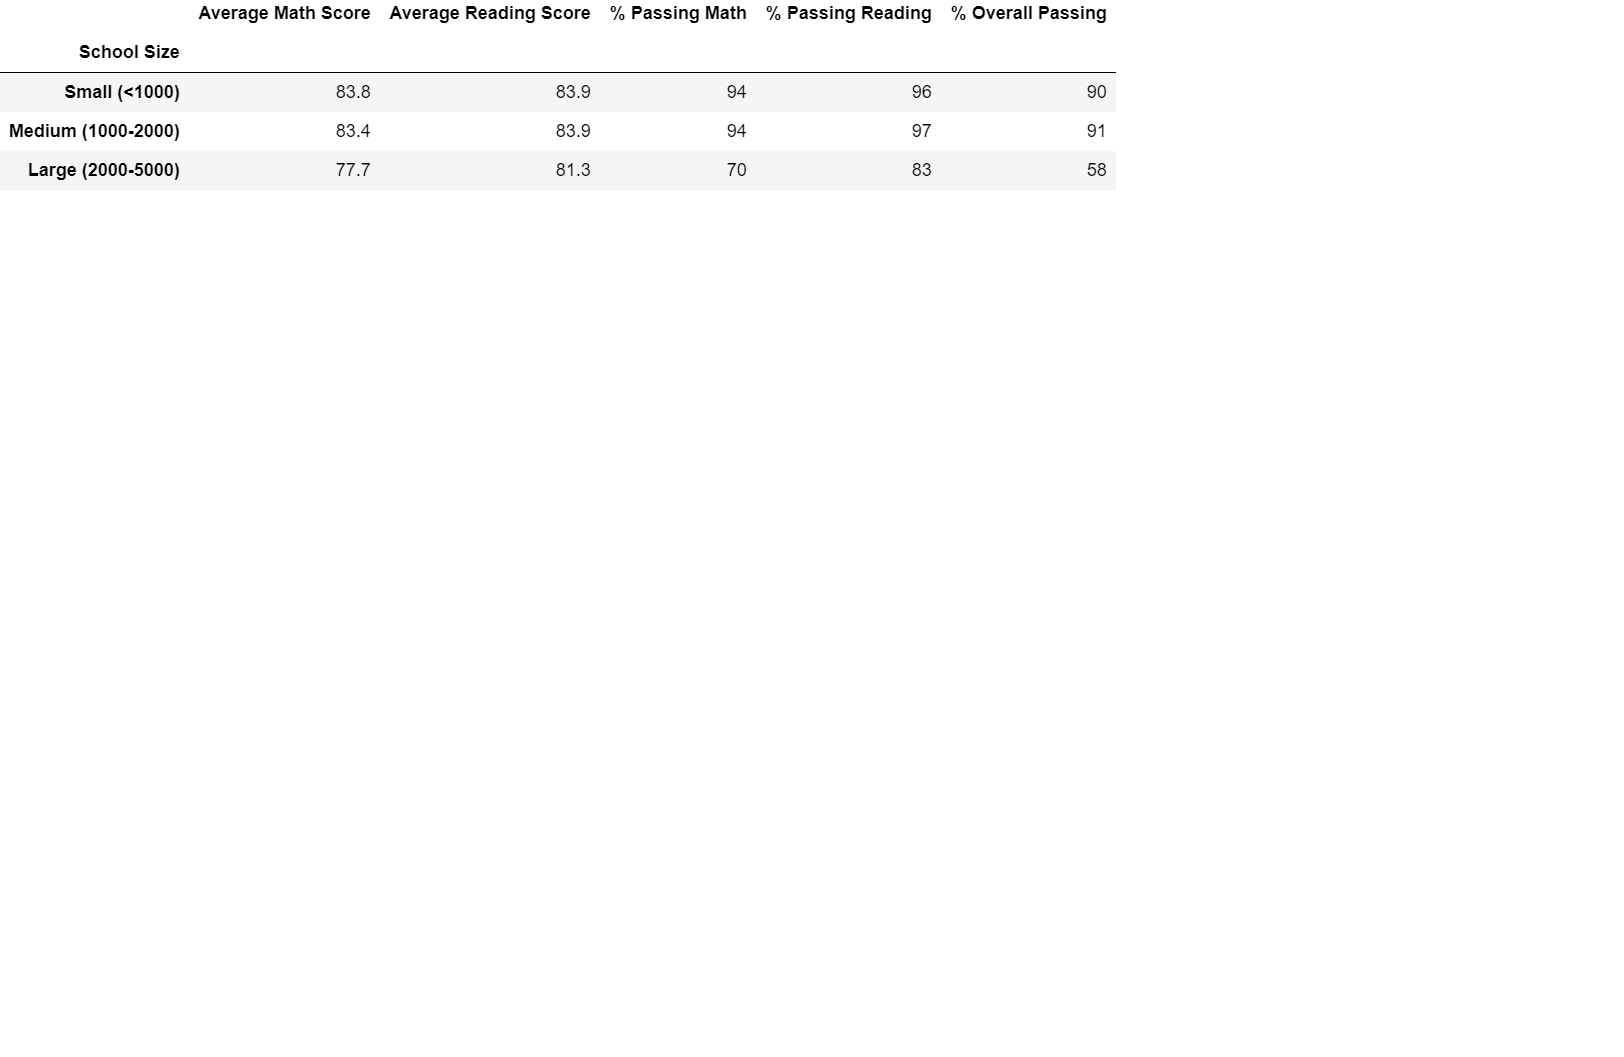 Average Math Score Average Reading Score % Passing Math % Passing Reading % Overall Passing
School Size
Small (<1000) 83.8 83.9 94 96 90
Medium (1000-2000) 83.4 83.9 94 97 91
Large (2000-5000) 77.7 81.3 70 83 58